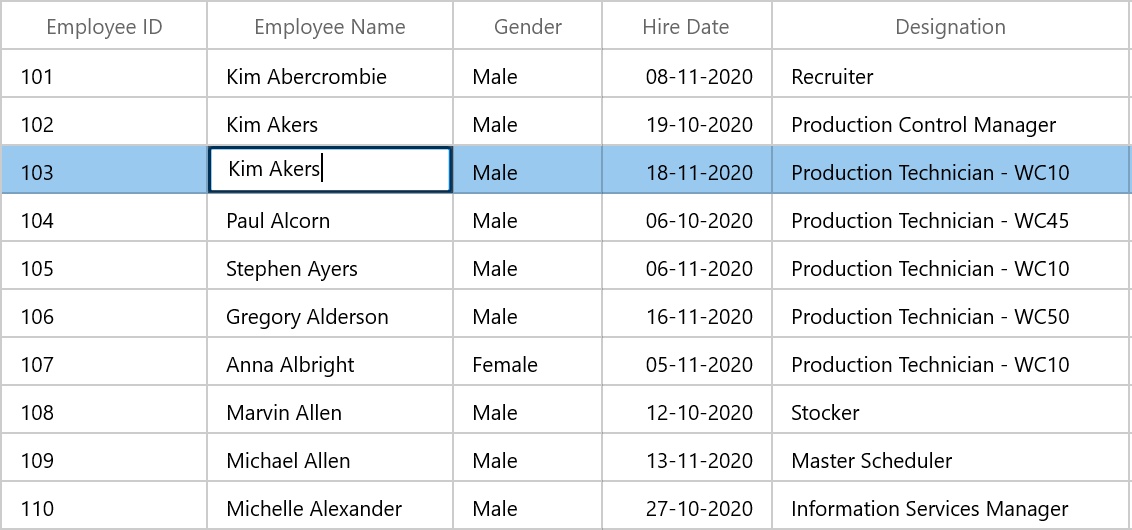 Employee ID Employee Name Gender Hire Date Designation
101 Kim Abercrombie Male 08-11-2020 Recruiter
102 Kim Akers Male 19-10-2020 Production Control Manager
103 Kim Akers Male 18-11-2020 Production Technician - WC10
104 Paul Alcorn Male 06-10-2020 Production Technician - WC45
105 Stephen Ayers Male 06-11-2020 Production Technician - WC10
106 Gregory Alderson Male 16-11-2020 Production Technician - WC50
107 Anna Albright Female 05-11-2020 Production Technician - WC10
108 Marvin Allen Male 12-10-2020 Stocker
109 Michael Allen Male 13-11-2020 Master Scheduler
110 Michelle Alexander Male 27-10-2020 Information Services Manager